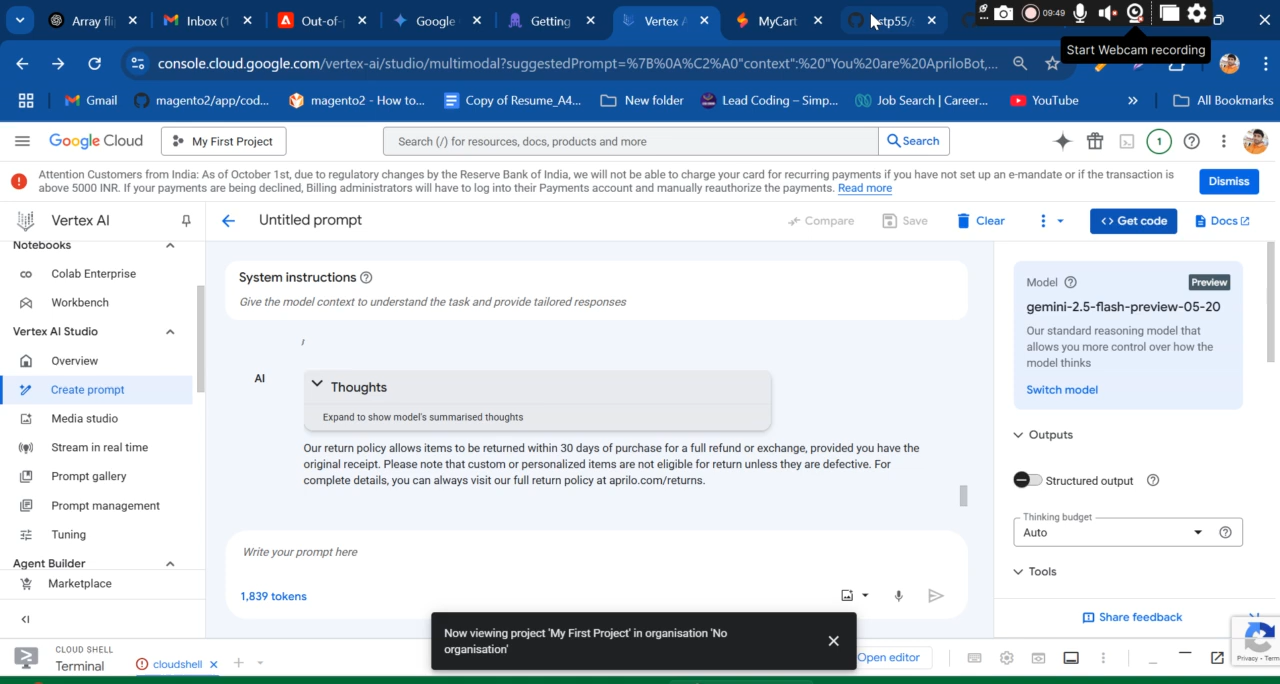 Array fli
Inbox (1
Out-of-
Google
Getting
Vertex A
MyCart
stp55/
09:49
Start Webcam recording
console.cloud.google.com/vertex-ai/studio/multimodal?suggestedPrompt=%7B%0A%C2%A0"context":%20"You%20are%20ApriloBot,...
Gmail
magento2/app/cod...
magento2 - How to...
Copy of Resume_A4...
New folder
Lead Coding – Simp...
Job Search | Career...
YouTube
»
All Bookmarks
Google Cloud
My First Project
Search (/) for resources, docs, products and more
Search
1
Attention Customers from India: As of October 1st, due to regulatory changes by the Reserve Bank of India, we will not be able to charge your card for recurring payments if you have not set up an e-mandate or if the transaction is
above 5000 INR. If your payments are being declined, Billing administrators will have to log into their Payments account and manually reauthorize the payments. Read more
Dismiss
Vertex AI
Untitled prompt
Compare
Save
Clear
<> Get code
Docs
Notebooks
Colab Enterprise
Workbench
Vertex AI Studio
Overview
Create prompt
Media studio
Stream in real time
Prompt gallery
Prompt management
Tuning
Agent Builder
Marketplace
System instructions
Give the model context to understand the task and provide tailored responses
AI
Thoughts
Expand to show model's summarised thoughts
Our return policy allows items to be returned within 30 days of purchase for a full refund or exchange, provided you have the
original receipt. Please note that custom or personalized items are not eligible for return unless they are defective. For
complete details, you can always visit our full return policy at aprilo.com/returns.
Write your prompt here
1,839 tokens
Model
Preview
gemini-2.5-flash-preview-05-20
Our standard reasoning model that
allows you more control over how the
model thinks
Switch model
Outputs
Structured output
Thinking budget
Auto
Tools
Share feedback
Now viewing project 'My First Project' in organisation 'No
organisation'
CLOUD SHELL
Terminal
cloudshell
Open editor
Privacy - Term